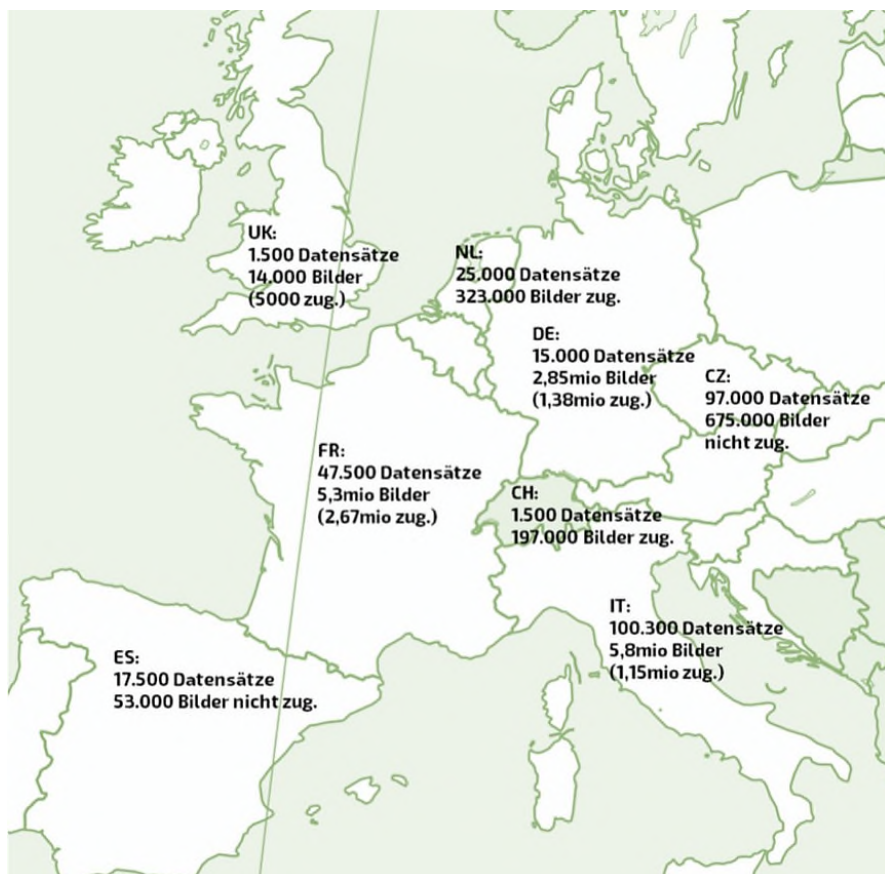 UK:
1.500 Datensätze
14.000 Bilder
(5000 zug.)
NL:
25.000 Datensätze
323.000 Bilder zug.
DE:
15.000 Datensätze
2,85mio Bilder
(1,38mio zug.)
CZ:
97.000 Datensätze
675.000 Bilder
nicht zug.
FR:
47.500 Datensätze
5,3mio Bilder
(2,67mio zug.)
CH:
1.500 Datensätze
197.000 Bilder zug.
IT:
100.300 Datensätze
5,8mio Bilder
(1,15mio zug.)
ES:
17.500 Datensätze
53.000 Bilder nicht zug.